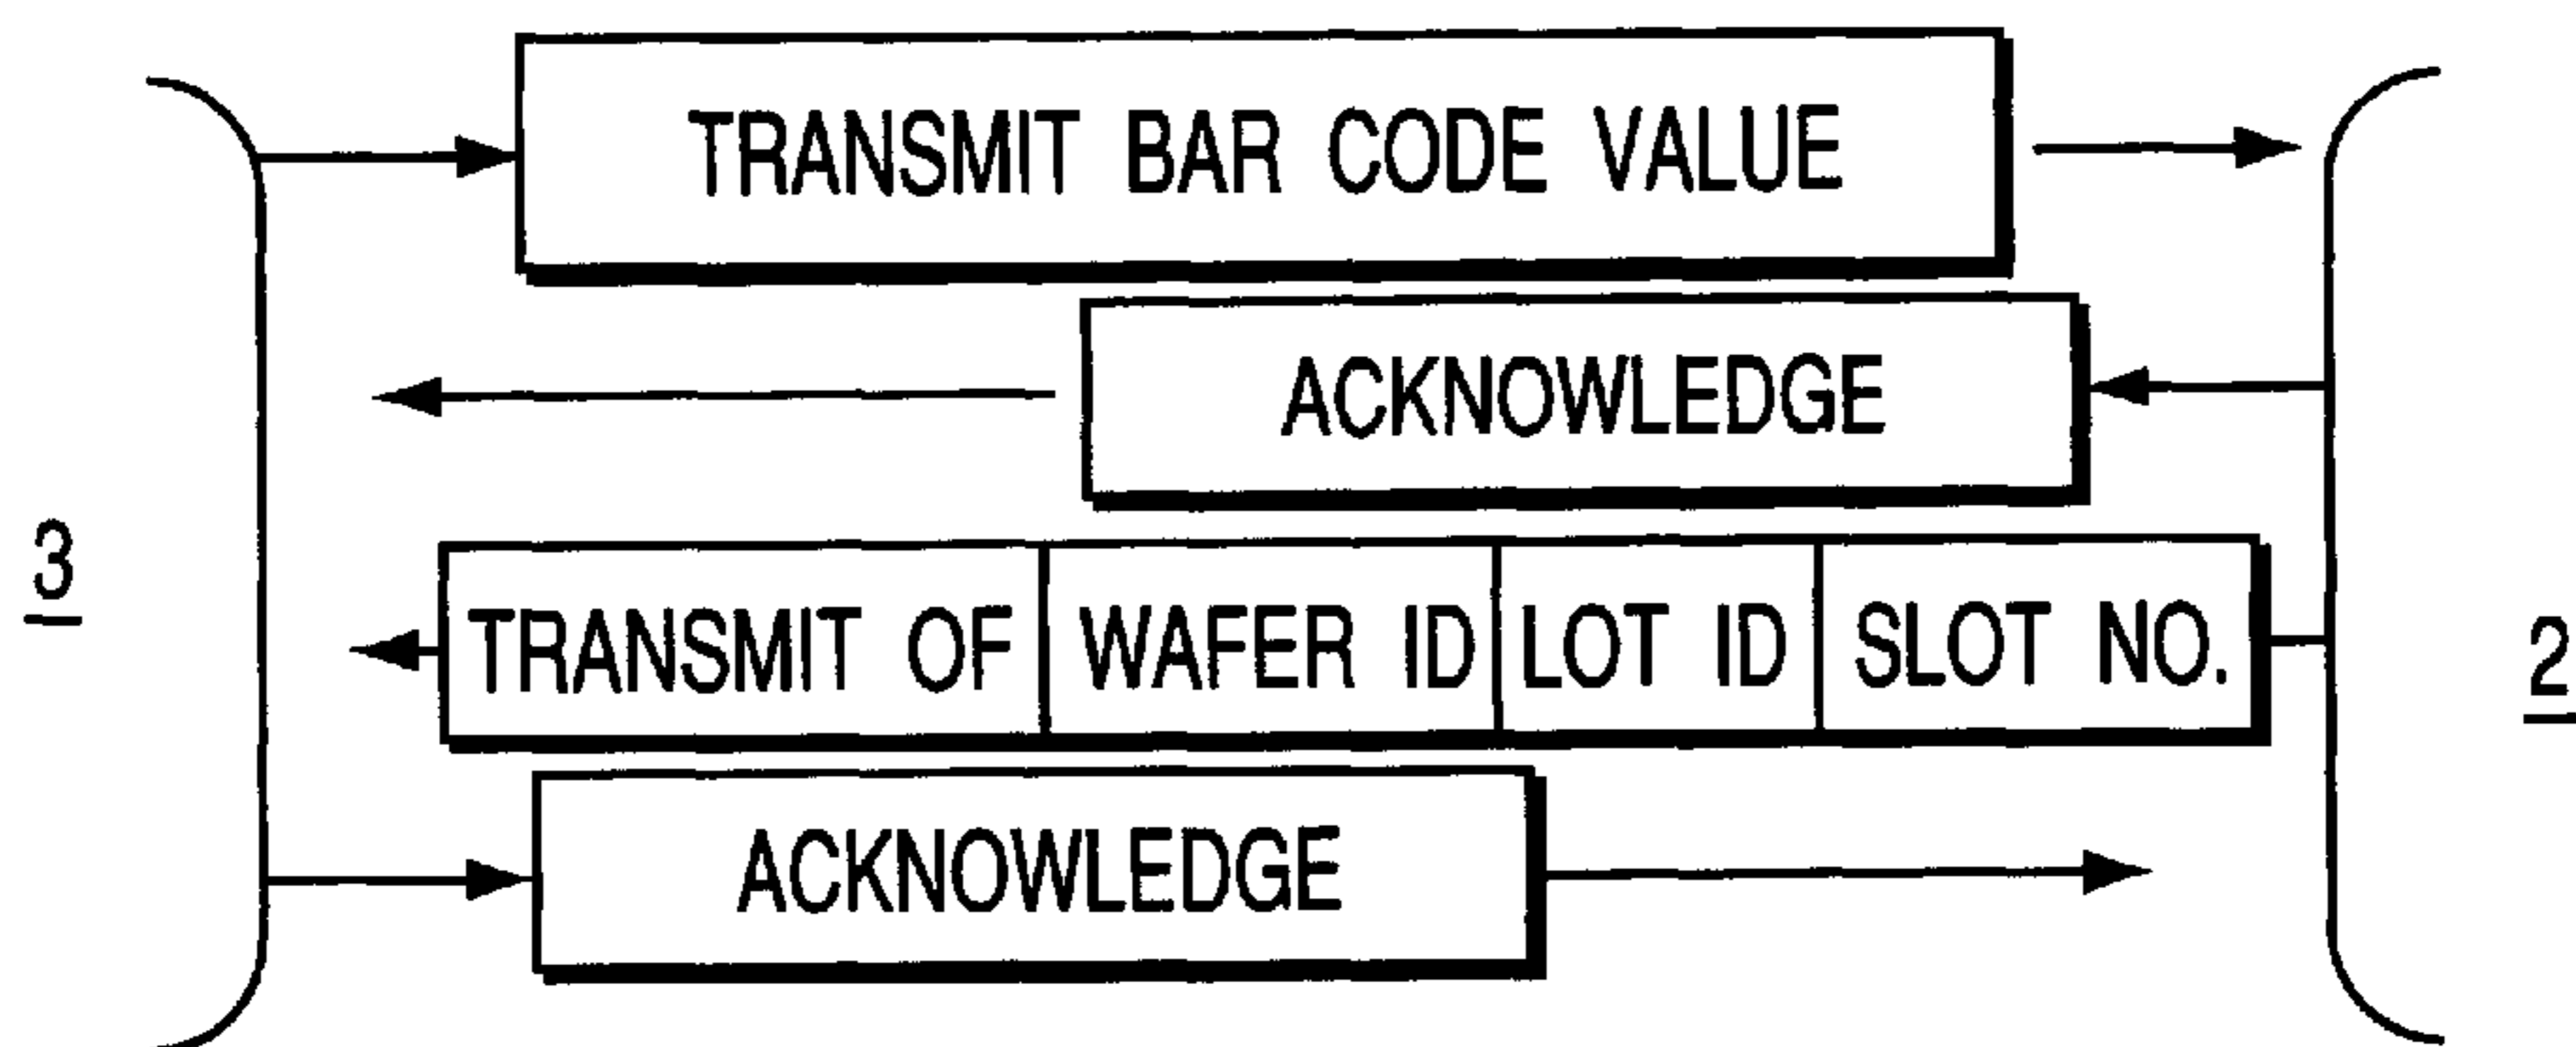 TRANSMIT BAR CODE VALUE
ACKNOWLEDGE
3
TRANSMIT OF WAFER ID LOT ID SLOT NO.
2
ACKNOWLEDGE